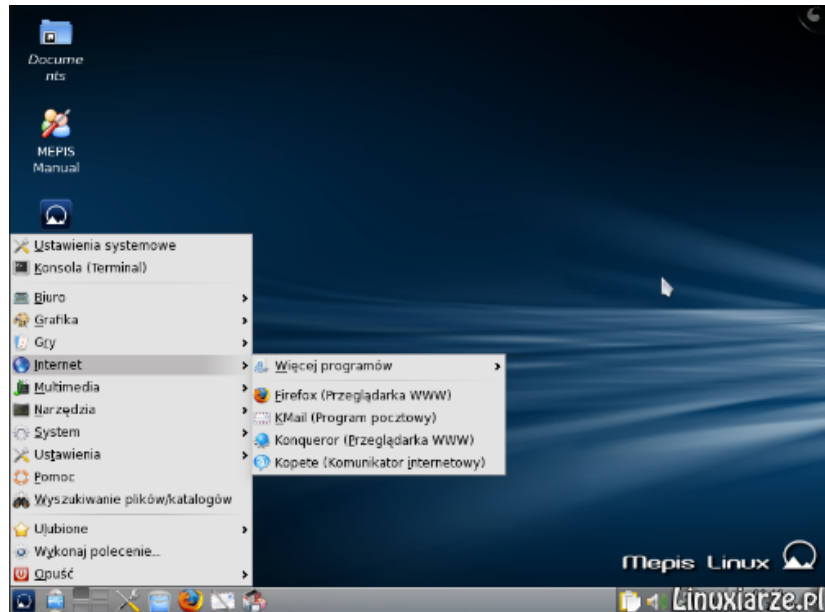 Docume
nts
MEPIS
Manual
Ustawienia systemowe
Konsola (Terminal)
Biuro
Grafika
Gry
Internet
Multimedia
Narzędzia
System
Ustawienia
Pomoc
Wyszukiwanie plików/katalogów
Ulubione
Wykonaj polecenie...
Opuść
Więcej programów
Firefox (Przeglądarka WWW)
KMail (Program pocztowy)
Konqueror (Przeglądarka WWW)
Kopete (Komunikator internetowy)
Mepis Linux
Linuxiarze.pl